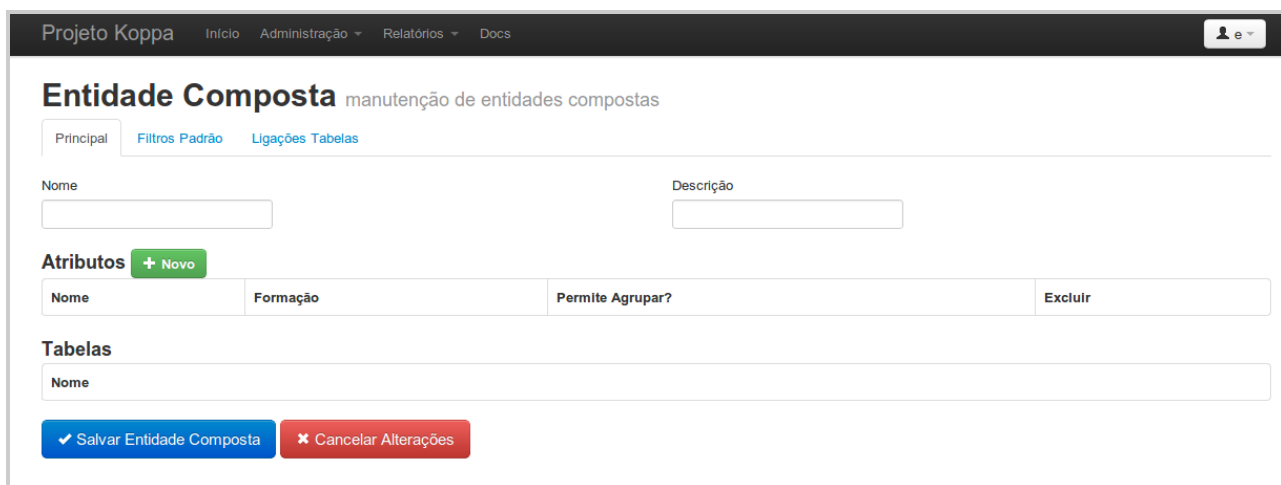 Projeto Koppa Início Administração Relatórios Docs e
Entidade Composta manutenção de entidades compostas
Principal Filtros Padrão Ligações Tabelas
Nome Descrição
Atributos + Novo
Nome Formação Permite Agrupar? Excluir
Tabelas
Nome
Salvar Entidade Composta Cancelar Alterações